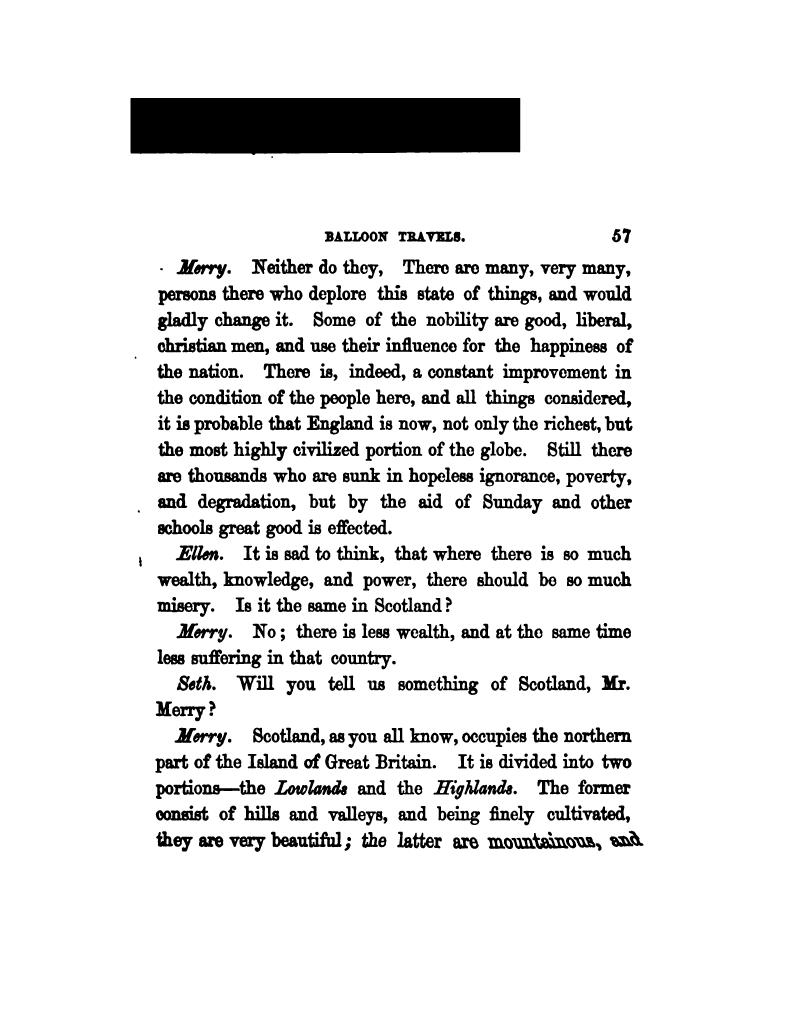 BALLOON TRAVELS. 57
Merry. Neither do they, There are many, very many,
persons there who deplore this state of things, and would
gladly change it. Some of the nobility are good, liberal,
christian men, and use their influence for the happiness of
the nation. There is, indeed, a constant improvement in
the condition of the people here, and all things considered,
it is probable that England is now, not only the richest, but
the most highly civilized portion of the globe. Still there
are thousands who are sunk in hopeless ignorance, poverty,
and degradation, but by the aid of Sunday and other
schools great good is effected.
Ellen. It is sad to think, that where there is so much
wealth, knowledge, and power, there should be so much
misery. Is it the same in Scotland?
Merry. No; there is less wealth, and at the same time
less suffering in that country.
Seth. Will you tell us something of Scotland, Mr.
Merry?
Merry. Scotland, as you all know, occupies the northern
part of the Island of Great Britain. It is divided into two
portions—the Lowlands and the Highlands. The former
consist of hills and valleys, and being finely cultivated,
they are very beautiful; the latter are mountainous, and